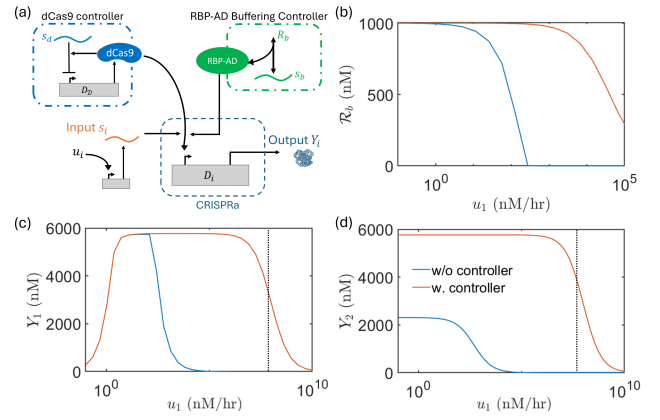 (a)
dCas9 controller
RBP-AD Buffering Controller
s_d
dCas9
D_D
R_b
RBP-AD
s_b
Input s_i
u_i
D_i
Output Y_i
CRISPRa
(b)
1000
500
0
R_b (nM)
10^0
10^5
u_1 (nM/hr)
(c)
6000
4000
2000
0
Y_1 (nM)
10^0
10^10
u_1 (nM/hr)
(d)
6000
4000
2000
0
Y_2 (nM)
w/o controller
w. controller
10^0
10^10
u_1 (nM/hr)